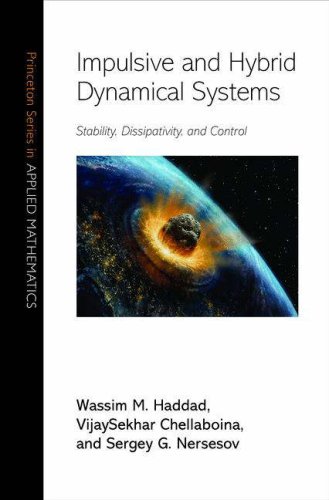 Princeton Series in APPLIED MATHEMATICS
Impulsive and Hybrid
Dynamical Systems
Stability, Dissipativity, and Control
Wassim M. Haddad,
VijaySekhar Chellaboina,
and Sergey G. Nersesov